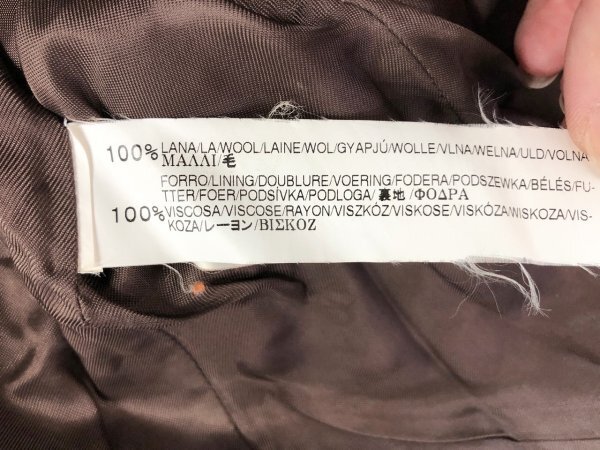 100% LANA/LA/WOOL/LAINE/WOL/GYAPJÚ/WOLLE/VLNA/WEŁNA/ULD/VOLNA
ΜΑΛΛΙ/毛
FORRO/LINING/DOUBLURE/VOERING/FODERA/PODSZEWKA/BÉLÉS/FU-
TTER/FOER/PODSÍVKA/PODLOGA/裏地/ΦΟΔΡΑ
100% VISCOSA/VISCOSE/RAYON/VISZKÓZ/VISKOSE/VISKÓZA/WISKOZA/VIS-
KOZA/レーヨン/ΒΙΣΚΟΖ